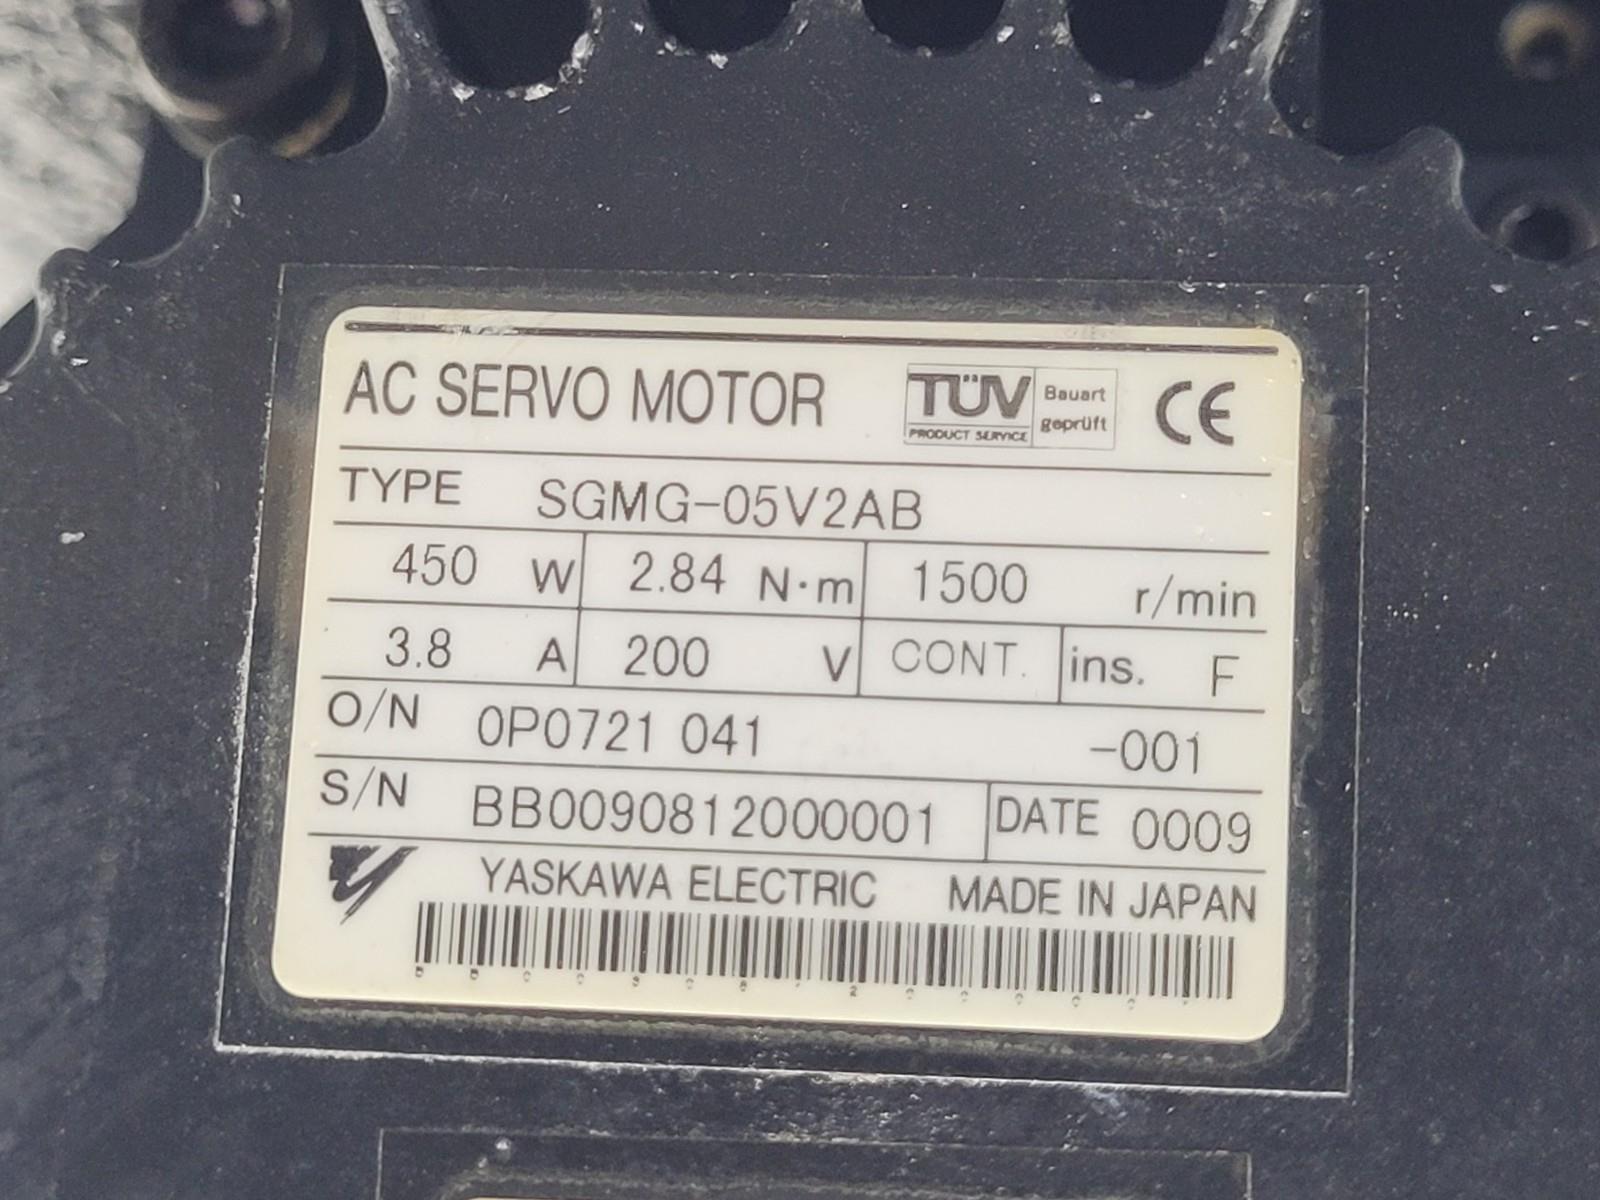 AC SERVO MOTOR TÜV PRODUCT SERVICE Bauart geprüft CE
TYPE SGMG-05V2AB
450 W 2.84 N·m 1500 r/min
3.8 A 200 V CONT. ins. F
O/N 0P0721 041 -001
S/N BB0090812000001 DATE 0009
YASKAWA ELECTRIC MADE IN JAPAN